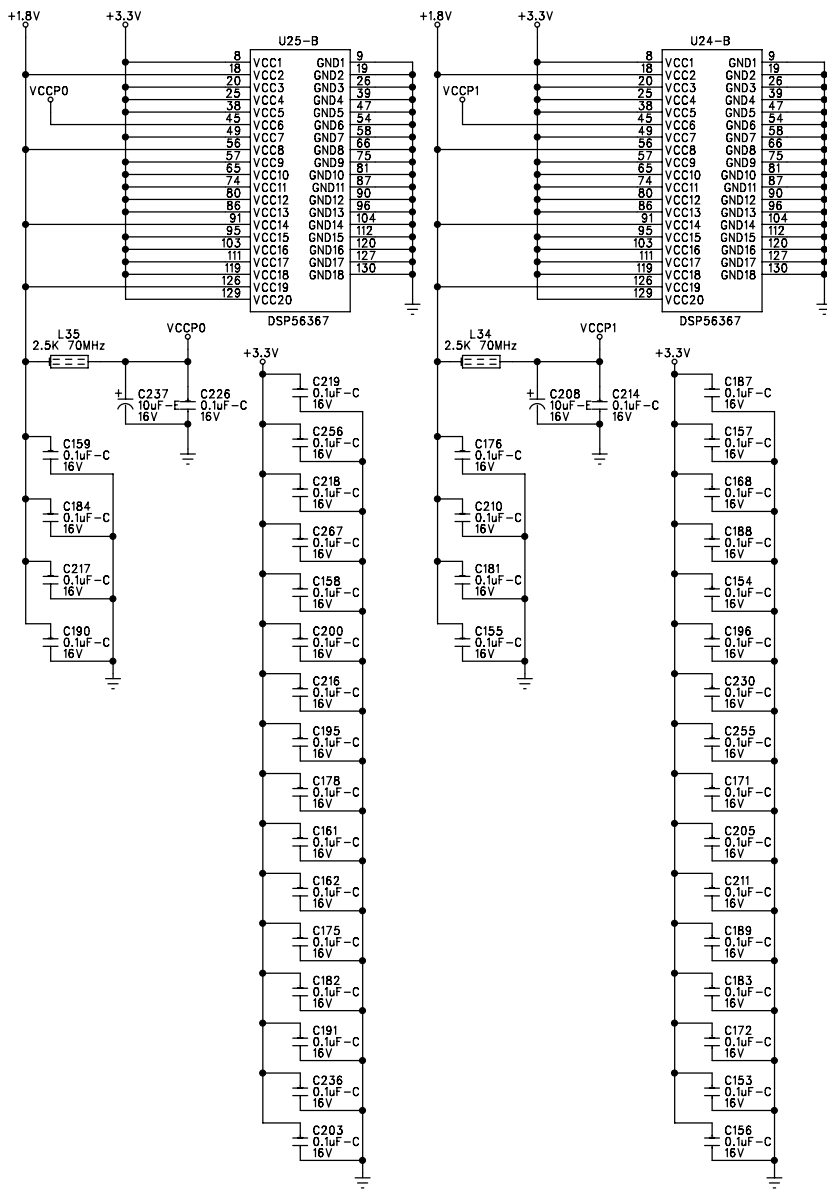 +1.8V
+3.3V
U25-B
8 VCC1 GND1 9
18 VCC2 GND2 19
20 VCC3 GND3 26
25 VCC4 GND4 39
38 VCC5 GND5 47
45 VCC6 GND6 54
49 VCC7 GND7 58
56 VCC8 GND8 66
57 VCC9 GND9 75
65 VCC10 GND10 81
74 VCC11 GND11 87
80 VCC12 GND12 90
86 VCC13 GND13 96
91 VCC14 GND14 104
95 VCC15 GND15 112
103 VCC16 GND16 120
111 VCC17 GND17 127
119 VCC18 GND18 130
126 VCC19
129 VCC20
DSP56367
VCCP0
L35
2.5K 70MHz
VCCP0
C237
10uF-E
16V
C226
0.1uF-C
16V
C159
0.1uF-C
16V
C184
0.1uF-C
16V
C217
0.1uF-C
16V
C190
0.1uF-C
16V
+3.3V
C219
0.1uF-C
16V
C256
0.1uF-C
16V
C218
0.1uF-C
16V
C267
0.1uF-C
16V
C158
0.1uF-C
16V
C200
0.1uF-C
16V
C216
0.1uF-C
16V
C195
0.1uF-C
16V
C178
0.1uF-C
16V
C161
0.1uF-C
16V
C162
0.1uF-C
16V
C175
0.1uF-C
16V
C182
0.1uF-C
16V
C191
0.1uF-C
16V
C236
0.1uF-C
16V
C203
0.1uF-C
16V
+1.8V
+3.3V
U24-B
8 VCC1 GND1 9
18 VCC2 GND2 19
20 VCC3 GND3 26
25 VCC4 GND4 39
38 VCC5 GND5 47
45 VCC6 GND6 54
49 VCC7 GND7 58
56 VCC8 GND8 66
57 VCC9 GND9 75
65 VCC10 GND10 81
74 VCC11 GND11 87
80 VCC12 GND12 90
86 VCC13 GND13 96
91 VCC14 GND14 104
95 VCC15 GND15 112
103 VCC16 GND16 120
111 VCC17 GND17 127
119 VCC18 GND18 130
126 VCC19
129 VCC20
DSP56367
VCCP1
L34
2.5K 70MHz
VCCP1
C208
10uF-E
16V
C214
0.1uF-C
16V
C176
0.1uF-C
16V
C210
0.1uF-C
16V
C181
0.1uF-C
16V
C155
0.1uF-C
16V
+3.3V
C187
0.1uF-C
16V
C157
0.1uF-C
16V
C168
0.1uF-C
16V
C188
0.1uF-C
16V
C154
0.1uF-C
16V
C196
0.1uF-C
16V
C230
0.1uF-C
16V
C255
0.1uF-C
16V
C171
0.1uF-C
16V
C205
0.1uF-C
16V
C211
0.1uF-C
16V
C189
0.1uF-C
16V
C183
0.1uF-C
16V
C172
0.1uF-C
16V
C153
0.1uF-C
16V
C156
0.1uF-C
16V